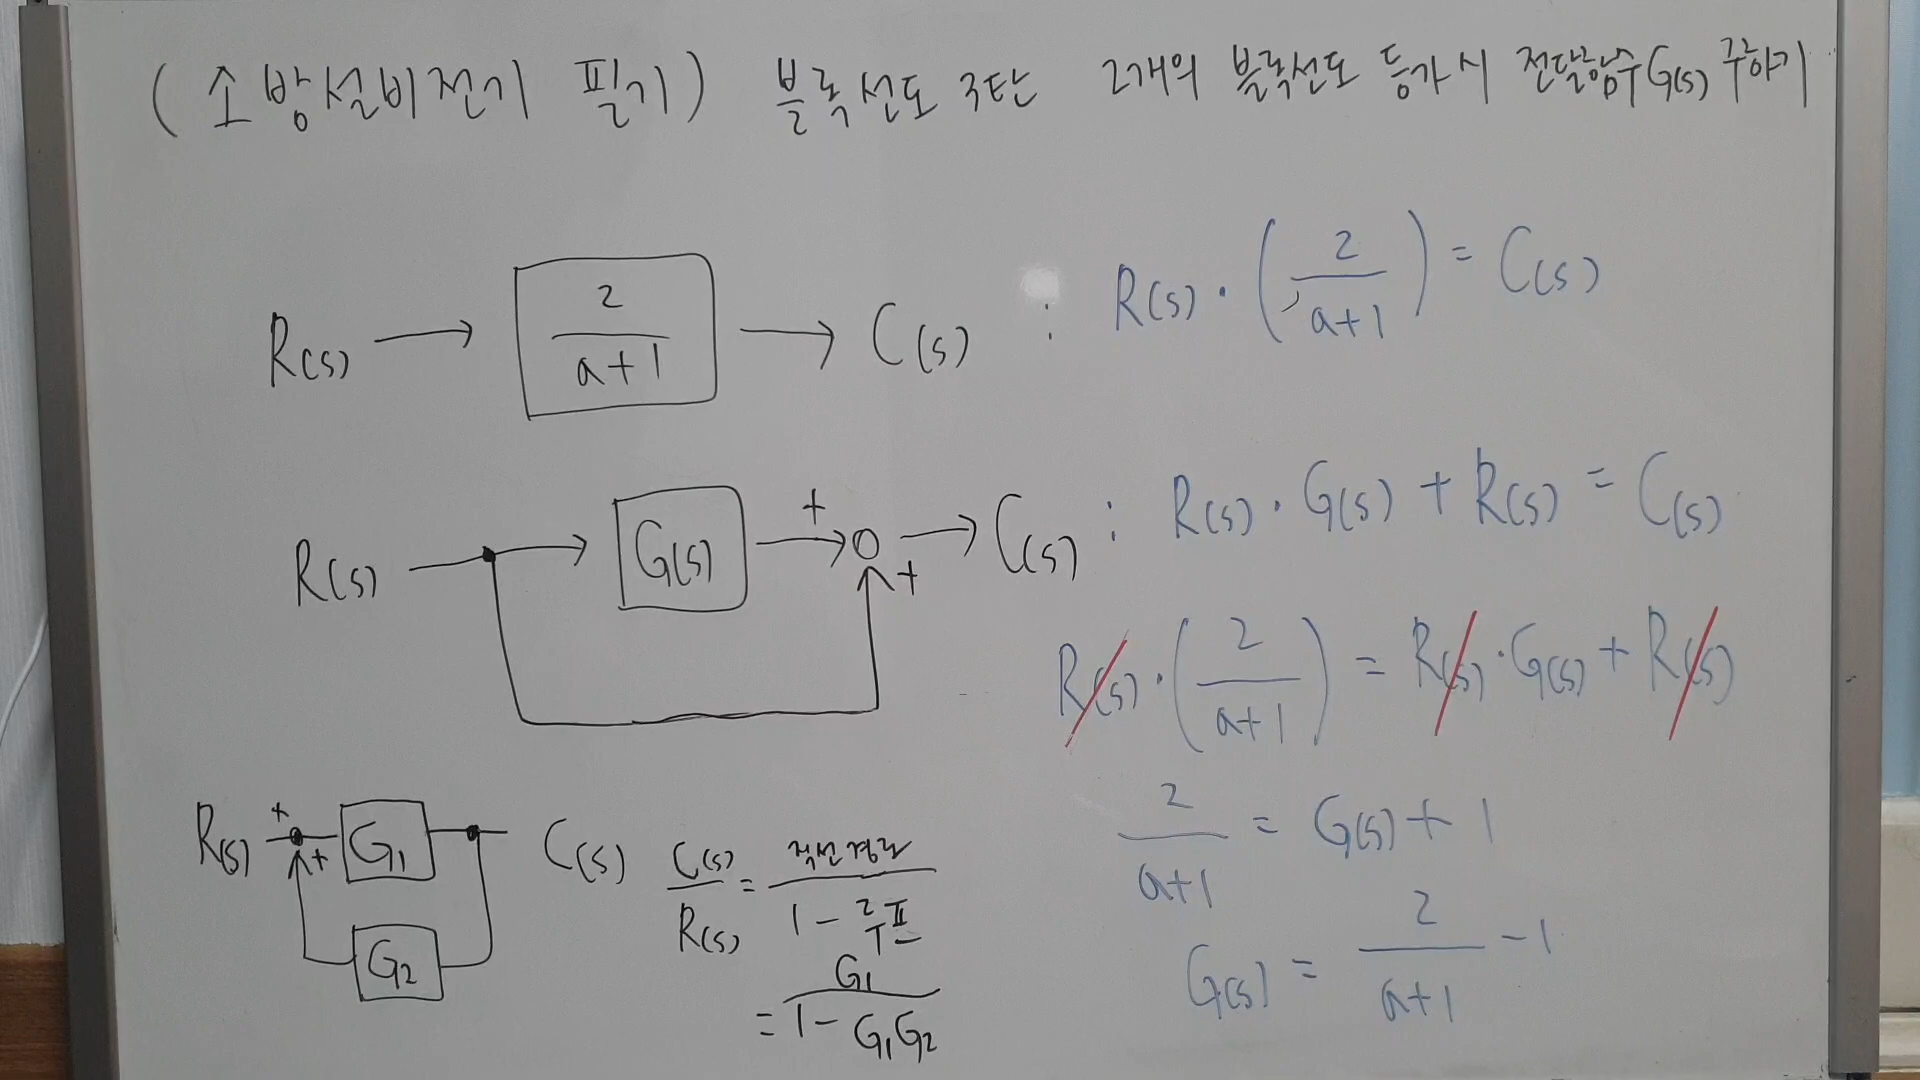 (소방설비전기 필기) 블록선도 3탄 2개의 블록선도 등가시 전달함수 G(s) 구하기
R(s) → 2/(a+1) → C(s) : R(s)·(2/(a+1)) = C(s)
R(s) → G(s) + → C(s) : R(s)·G(s) + R(s) = C(s)
+
R(s)·(2/(a+1)) = R(s)·G(s) + R(s)
2/(a+1) = G(s) + 1
G(s) = 2/(a+1) - 1
R(s) + G1 C(s)
+
G2
C(s)/R(s) = 직선경로/(1 - 루프)
= G1/(1 - G1G2)